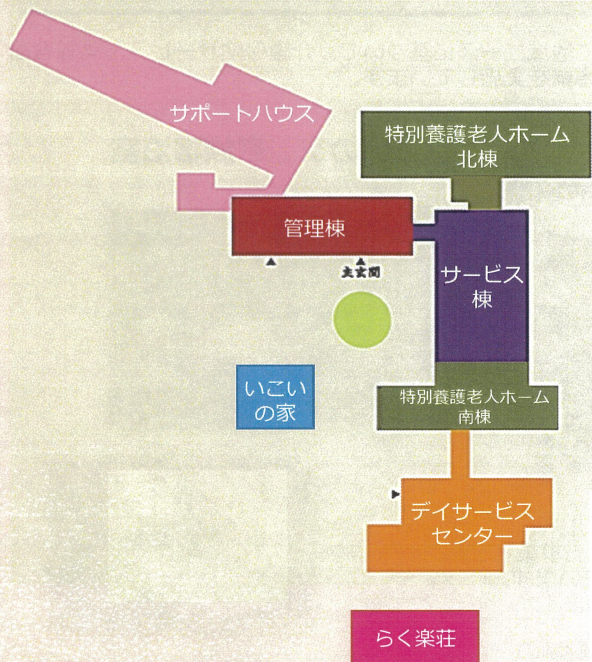 サポートハウス
特別養護老人ホーム
北棟
管理棟
主玄関
サービス
棟
いこい
の家
特別養護老人ホーム
南棟
デイサービス
センター
らく楽荘